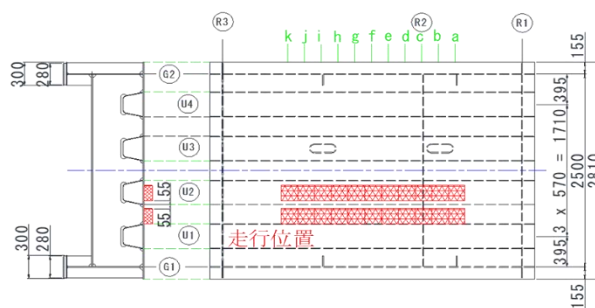 R3
k j i h g f e d c b a
R2
R1
300
280
G2
U4
U3
U2
U1
G1
55
55
走行位置
300
280
155
395
3 x 570 = 1710
395
2500
2810
155